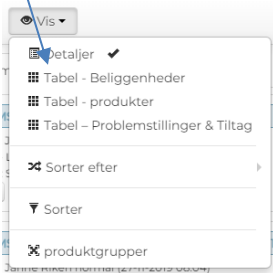 Vis
Detaljer
Tabel - Beliggenheder
Tabel - produkter
Tabel – Problemstillinger & Tiltag
Sorter efter
Sorter
produktgrupper